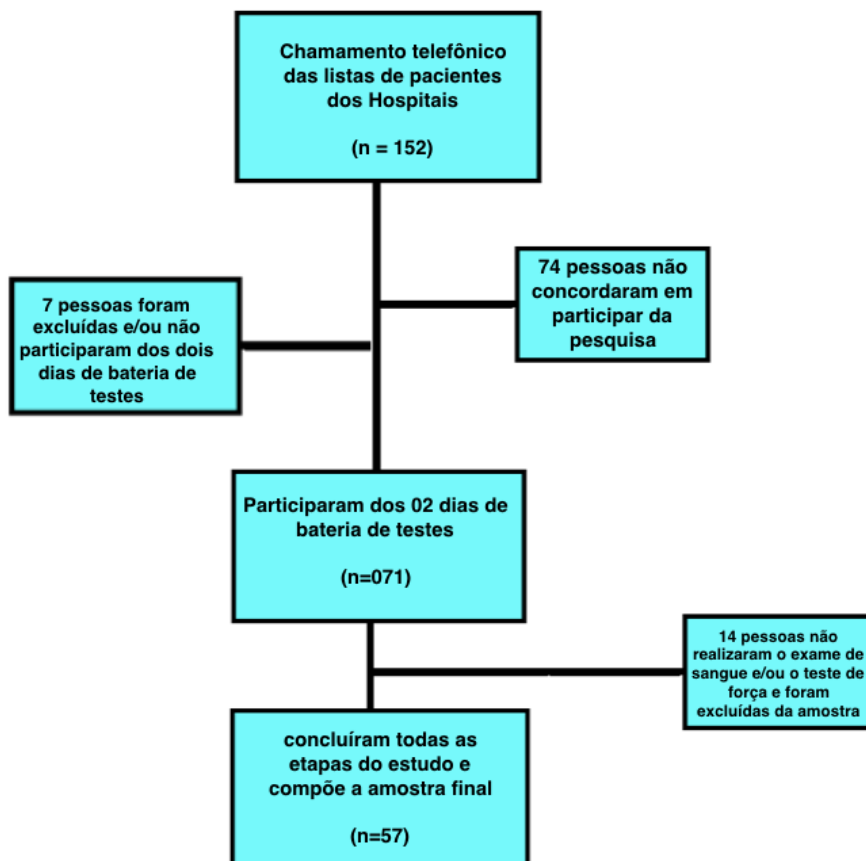 Chamamento telefônico
das listas de pacientes
dos Hospitais
(n = 152)
74 pessoas não
concordaram em
participar da
pesquisa
7 pessoas foram
excluídas e/ou não
participaram dos dois
dias de bateria de
testes
Participaram dos 02 dias de
bateria de testes
(n=071)
14 pessoas não
realizaram o exame de
sangue e/ou o teste de
força e foram
excluídas da amostra
concluíram todas as
etapas do estudo e
compõe a amostra final
(n=57)